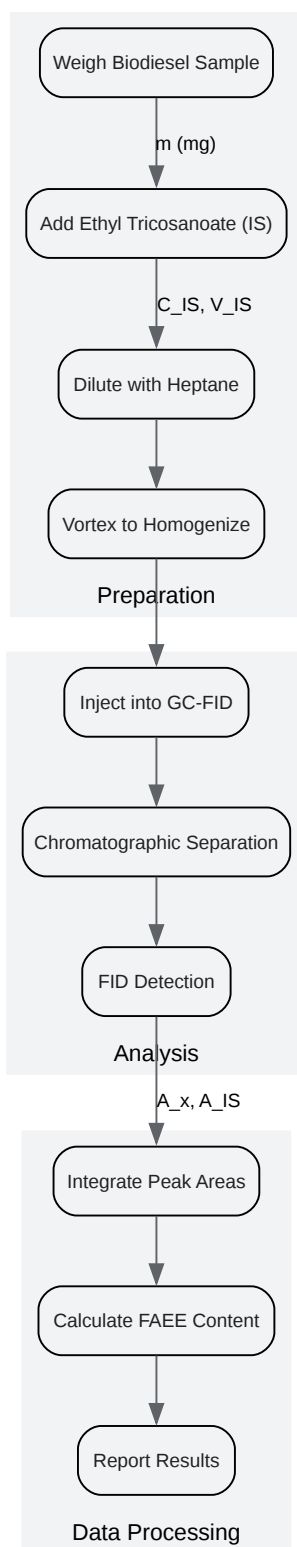 Weigh Biodiesel Sample
m (mg)
Add Ethyl Tricosanoate (IS)
C_IS, V_IS
Dilute with Heptane
Vortex to Homogenize
Preparation
Inject into GC-FID
Chromatographic Separation
FID Detection
Analysis
A_x, A_IS
Integrate Peak Areas
Calculate FAEE Content
Report Results
Data Processing